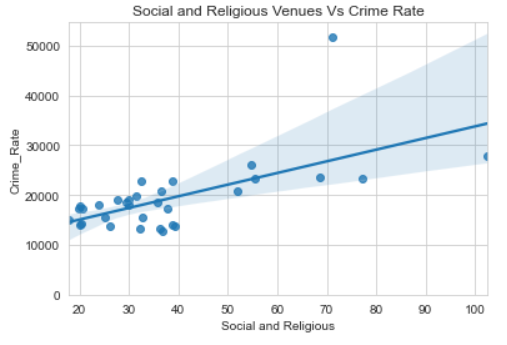 Social and Religious Venues Vs Crime Rate
50000
40000
30000
20000
10000
0
Crime_Rate
20 30 40 50 60 70 80 90 100
Social and Religious